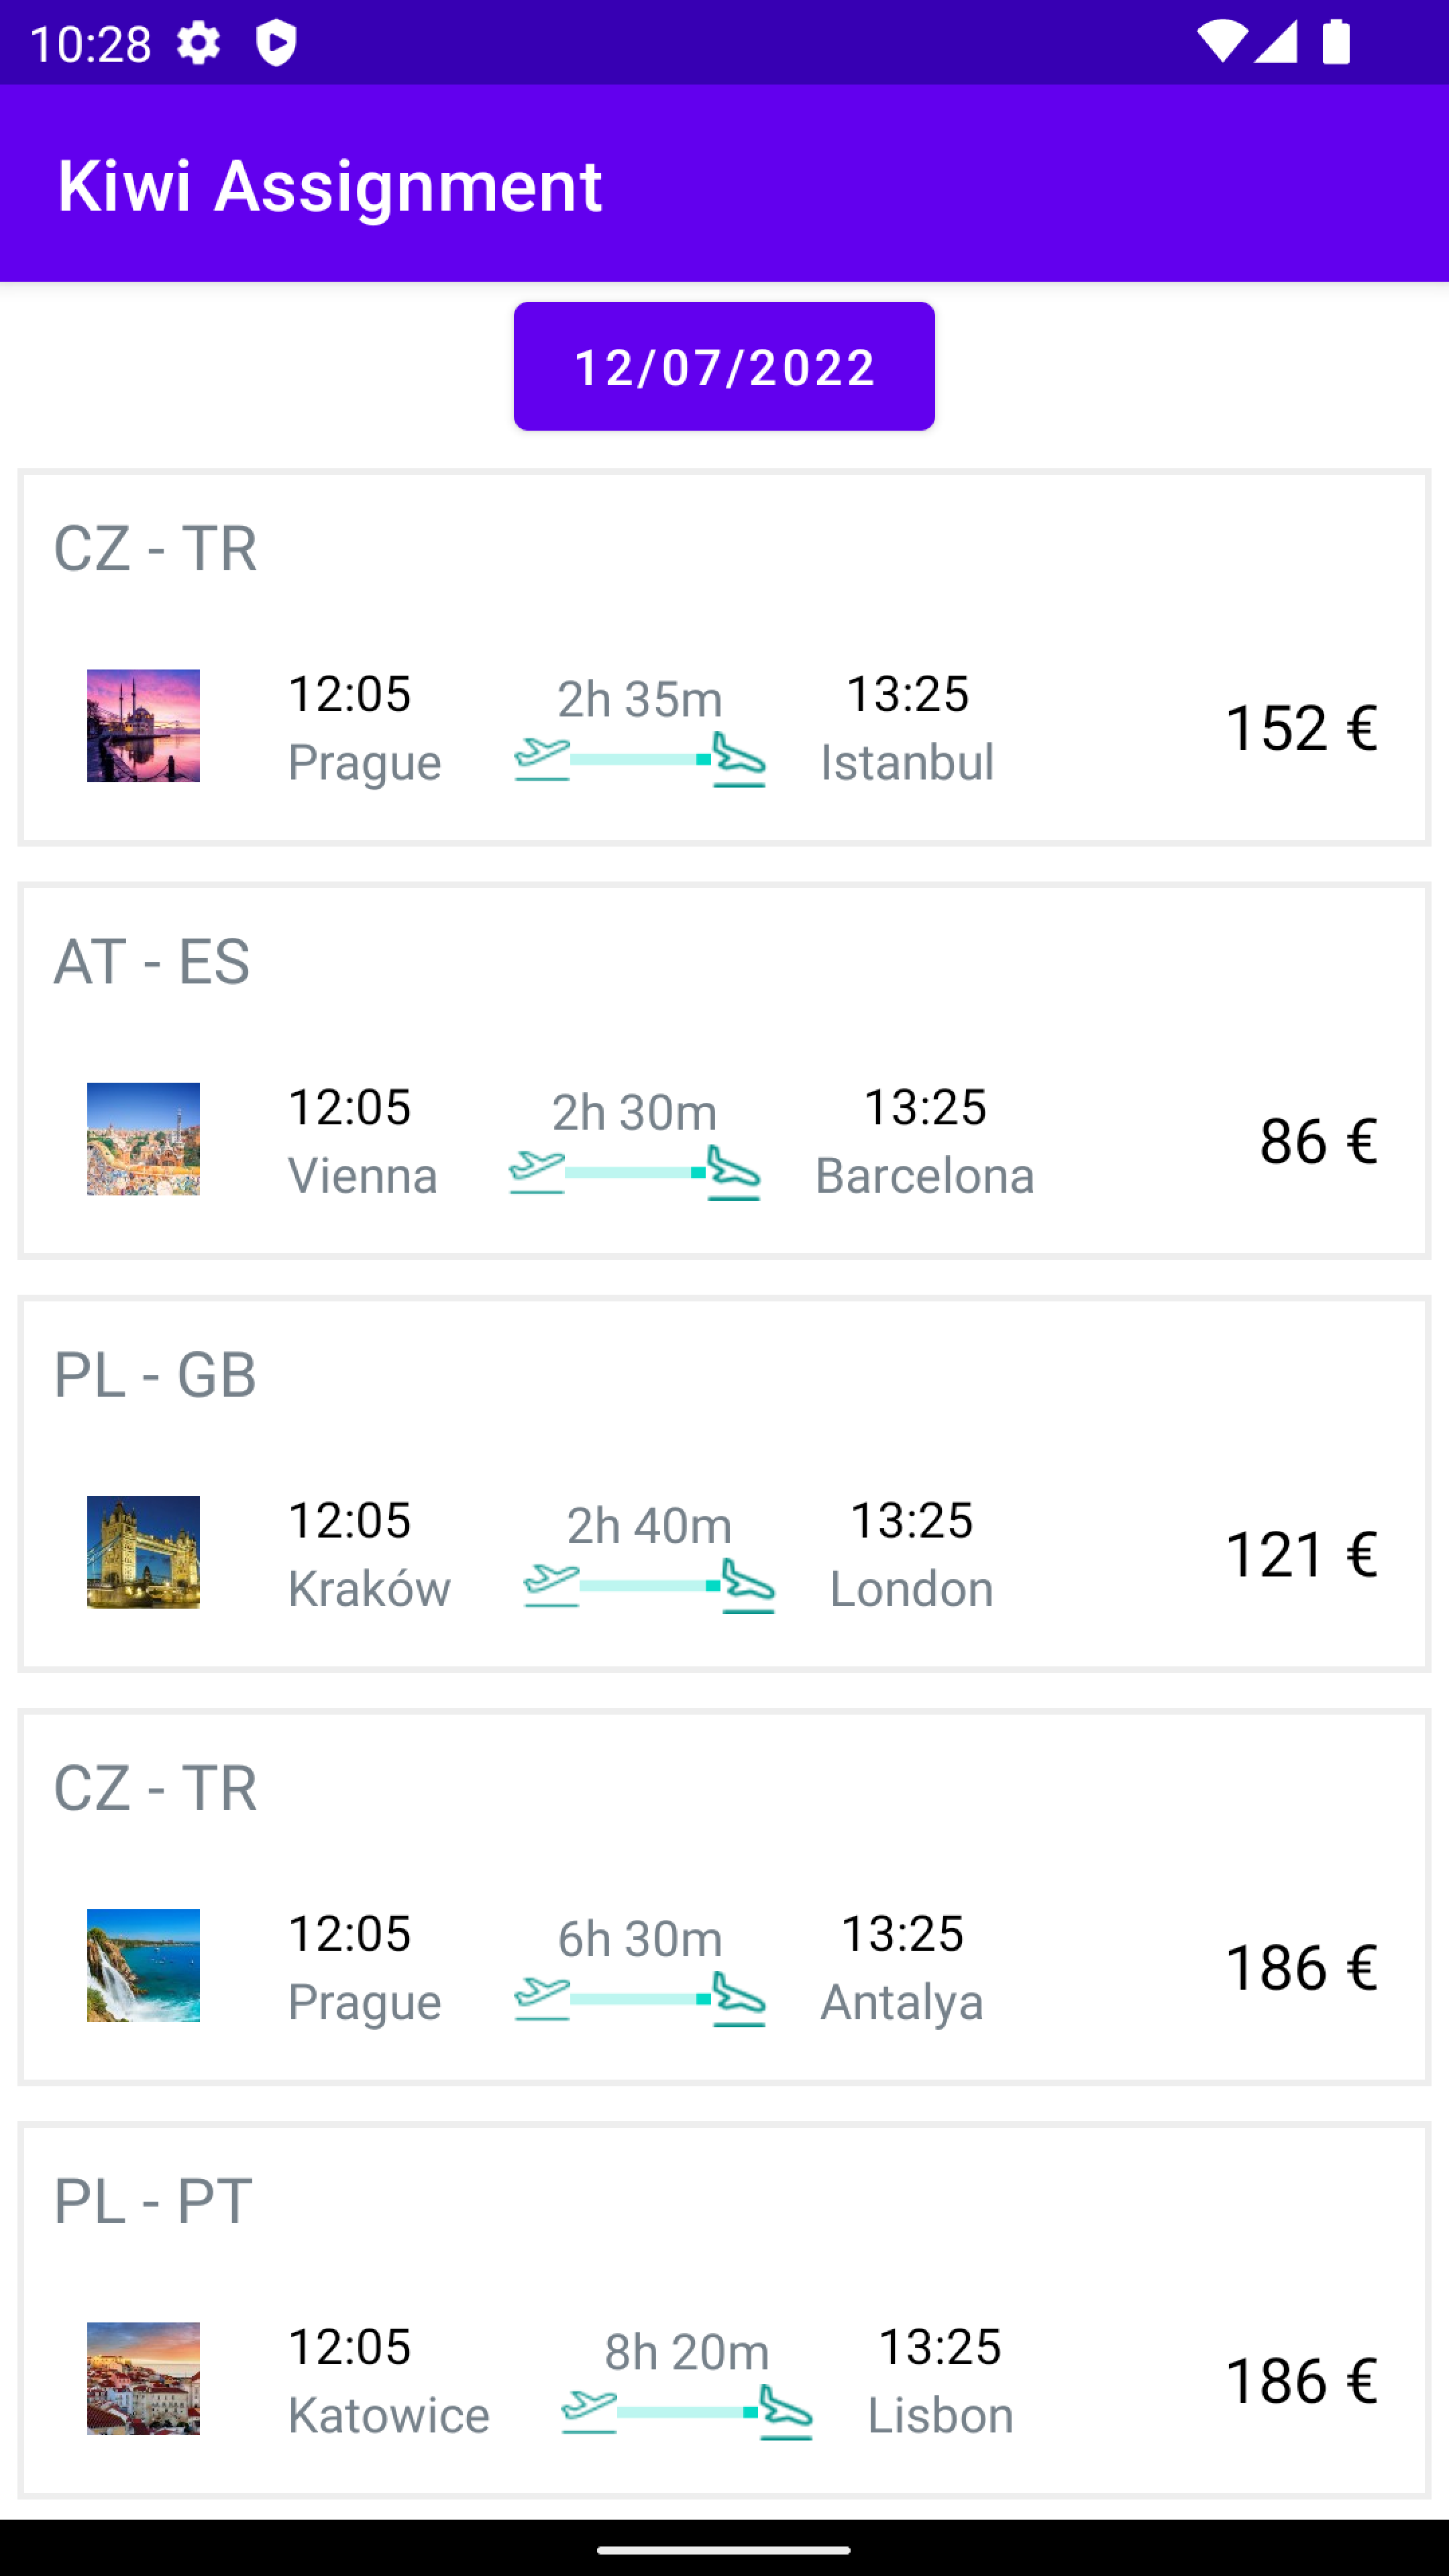 10:28
Kiwi Assignment
12/07/2022
CZ - TR
12:05 2h 35m 13:25
Prague Istanbul 152 €
AT - ES
12:05 2h 30m 13:25
Vienna Barcelona 86 €
PL - GB
12:05 2h 40m 13:25
Kraków London 121 €
CZ - TR
12:05 6h 30m 13:25
Prague Antalya 186 €
PL - PT
12:05 8h 20m 13:25
Katowice Lisbon 186 €